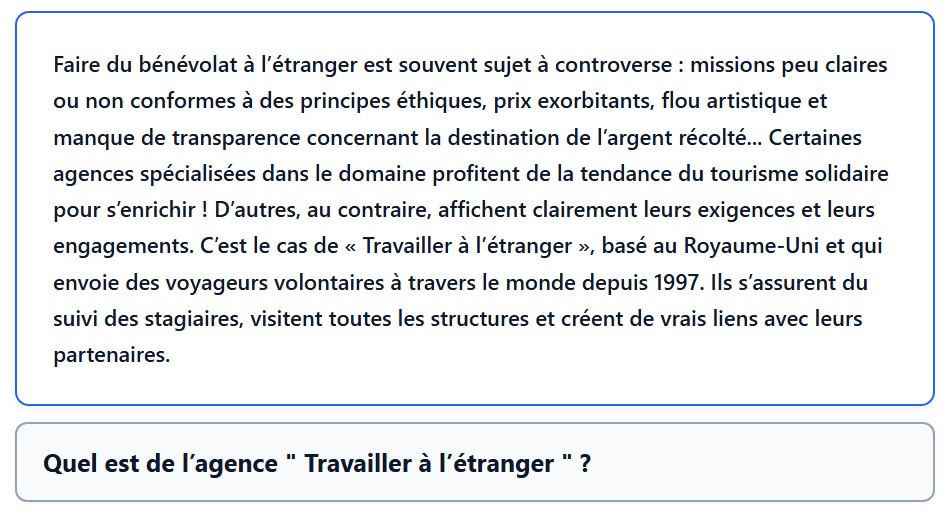 Faire du bénévolat à l’étranger est souvent sujet à controverse : missions peu claires
ou non conformes à des principes éthiques, prix exorbitants, flou artistique et
manque de transparence concernant la destination de l’argent récolté... Certaines
agences spécialisées dans le domaine profitent de la tendance du tourisme solidaire
pour s’enrichir ! D’autres, au contraire, affichent clairement leurs exigences et leurs
engagements. C’est le cas de « Travailler à l’étranger », basé au Royaume-Uni et qui
envoie des voyageurs volontaires à travers le monde depuis 1997. Ils s’assurent du
suivi des stagiaires, visitent toutes les structures et créent de vrais liens avec leurs
partenaires.
Quel est de l’agence " Travailler à l’étranger " ?